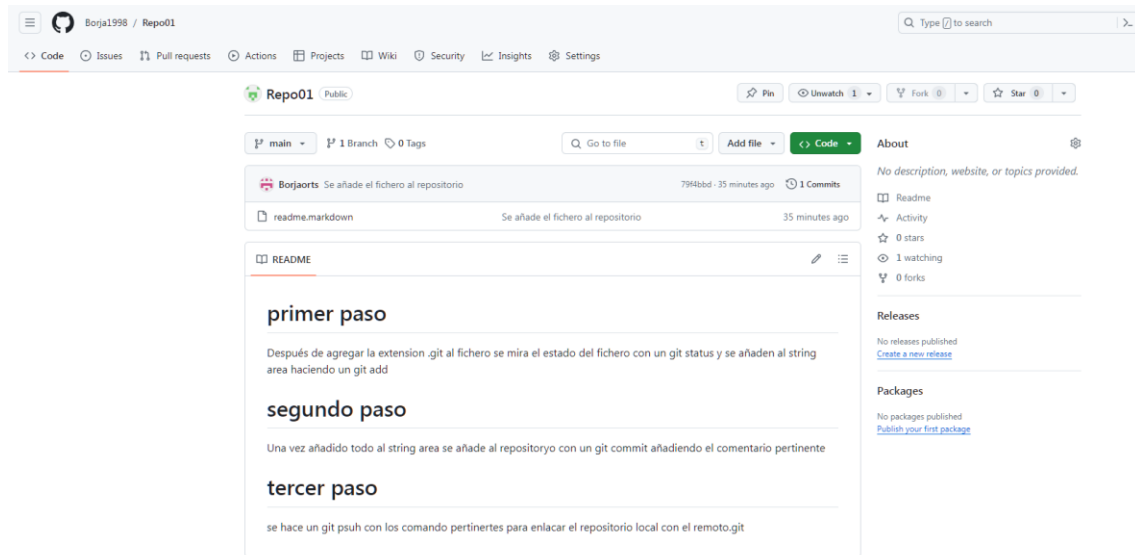 Borja1998 / Repo01
Type / to search
Code Issues Pull requests Actions Projects Wiki Security Insights Settings
Repo01 Public
Pin Unwatch 1 Fork 0 Star 0
main 1 Branch 0 Tags
Go to file t Add file Code
Borjaorts Se añade el fichero al repositorio 79f4bbd · 35 minutes ago 1 Commits
readme.markdown Se añade el fichero al repositorio 35 minutes ago
README
primer paso
Después de agregar la extension .git al fichero se mira el estado del fichero con un git status y se añaden al string
area haciendo un git add
segundo paso
Una vez añadido todo al string area se añade al repositoryo con un git commit añadiendo el comentario pertinente
tercer paso
se hace un git psuh con los comando pertinertes para enlacar el repositorio local con el remoto.git
About
No description, website, or topics provided.
Readme
Activity
0 stars
1 watching
0 forks
Releases
No releases published
Create a new release
Packages
No packages published
Publish your first package